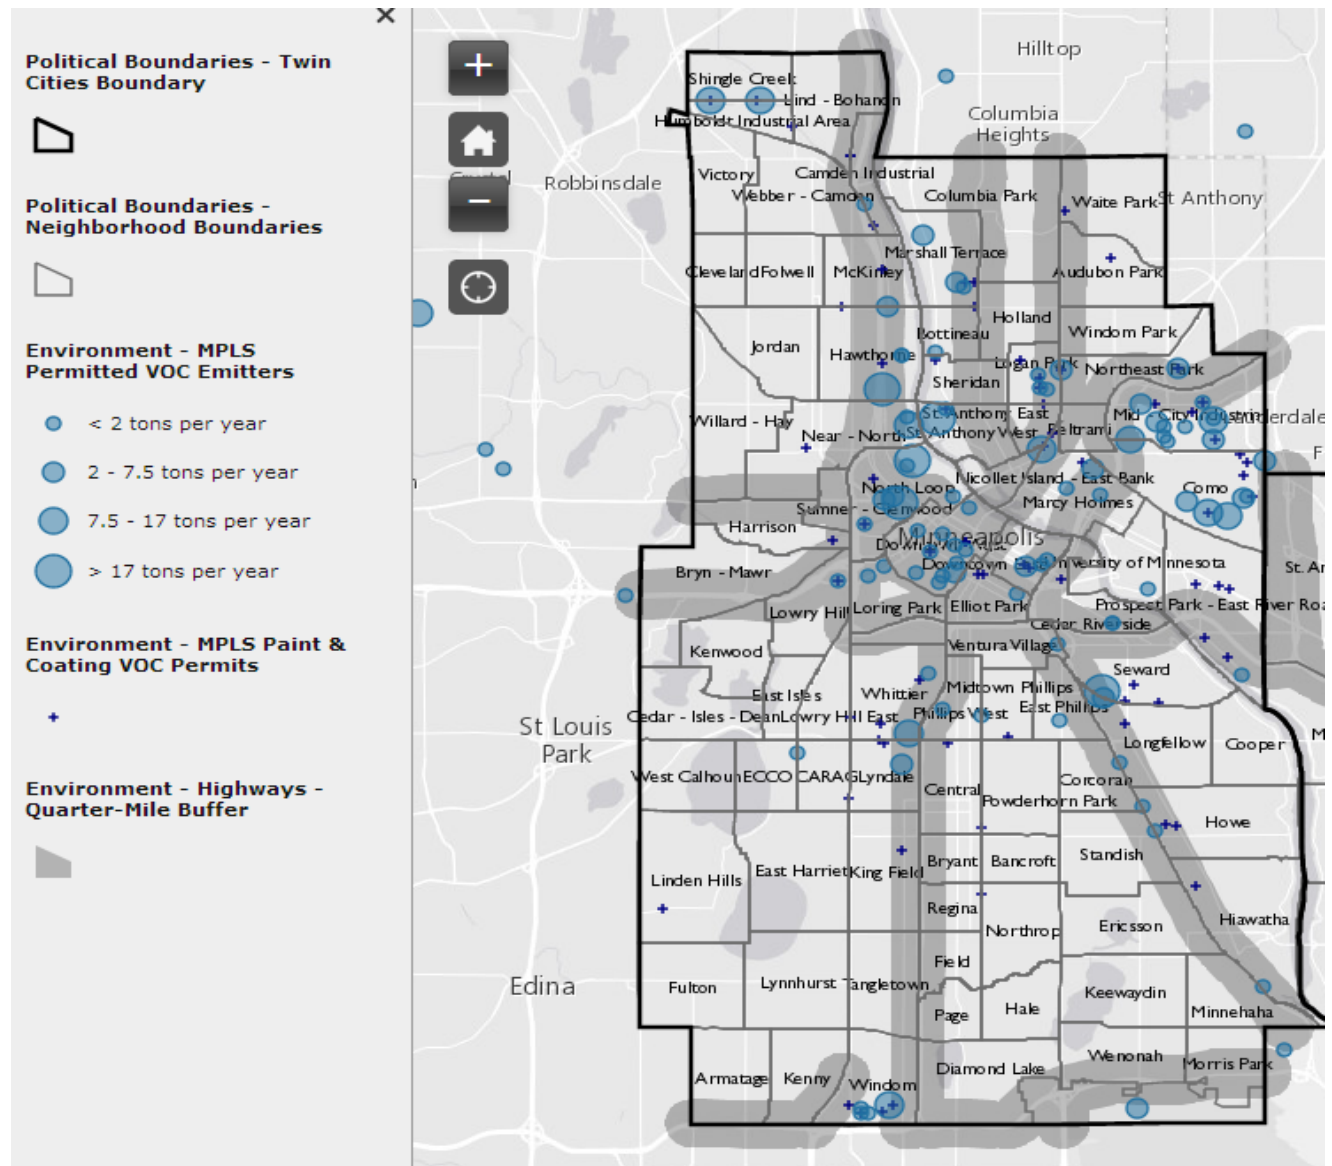 ×
Political Boundaries - Twin
Cities Boundary
Political Boundaries -
Neighborhood Boundaries
Environment - MPLS
Permitted VOC Emitters
< 2 tons per year
2 - 7.5 tons per year
7.5 - 17 tons per year
> 17 tons per year
Environment - MPLS Paint &
Coating VOC Permits
Environment - Highways -
Quarter-Mile Buffer
+
−
Hilltop
Shingle Creek
Lind - Bohanon
Humboldt Industrial Area
Columbia
Heights
Crystal
Robbinsdale
Victory
Camden Industrial
Webber - Camden
Columbia Park
Waite Park
St Anthony
Marshall Terrace
Cleveland
Folwell
McKinley
Audubon Park
Holland
Bottineau
Windom Park
Jordan
Hawthorne
Logan Park
Northeast Park
Sheridan
Willard - Hay
St. Anthony East
Mid - City Industrial
Lauderdale
Near - North
St. Anthony West
Beltrami
Nicollet Island - East Bank
North Loop
Como
Marcy Holmes
Sumner - Glenwood
Harrison
Minneapolis
Downtown West
Downtown East
University of Minnesota
Bryn - Mawr
St. An
Lowry Hill
Loring Park
Elliot Park
Prospect Park - East River Roa
Cedar Riverside
Kenwood
Ventura Village
Seward
East Isles
Whittier
Midtown Phillips
Cedar - Isles - Dean
Lowry Hill East
Phillips West
East Phillips
St Louis
Park
Longfellow
Cooper
M
West Calhoun
ECCO
CARAG
Lyndale
Corcoran
Central
Powderhorn Park
Howe
East Harriet
King Field
Bryant
Bancroft
Standish
Linden Hills
Regina
Northrop
Ericsson
Hiawatha
Field
Edina
Fulton
Lynnhurst
Tangletown
Keewaydin
Page
Hale
Minnehaha
Armatage
Kenny
Windom
Diamond Lake
Wenonah
Morris Park